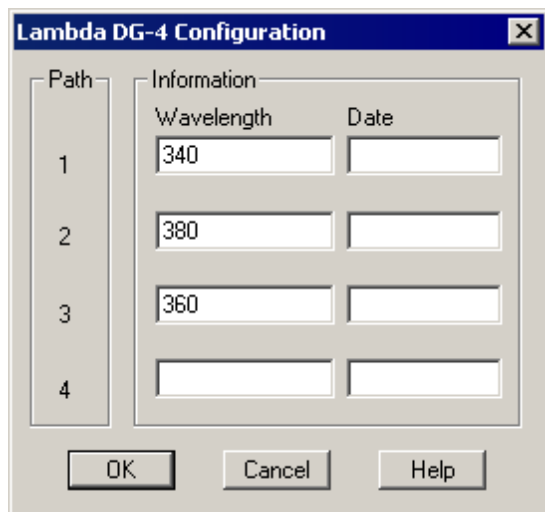 Lambda DG-4 Configuration
Path
Information
Wavelength Date
1 340
2 380
3 360
4
OK Cancel Help